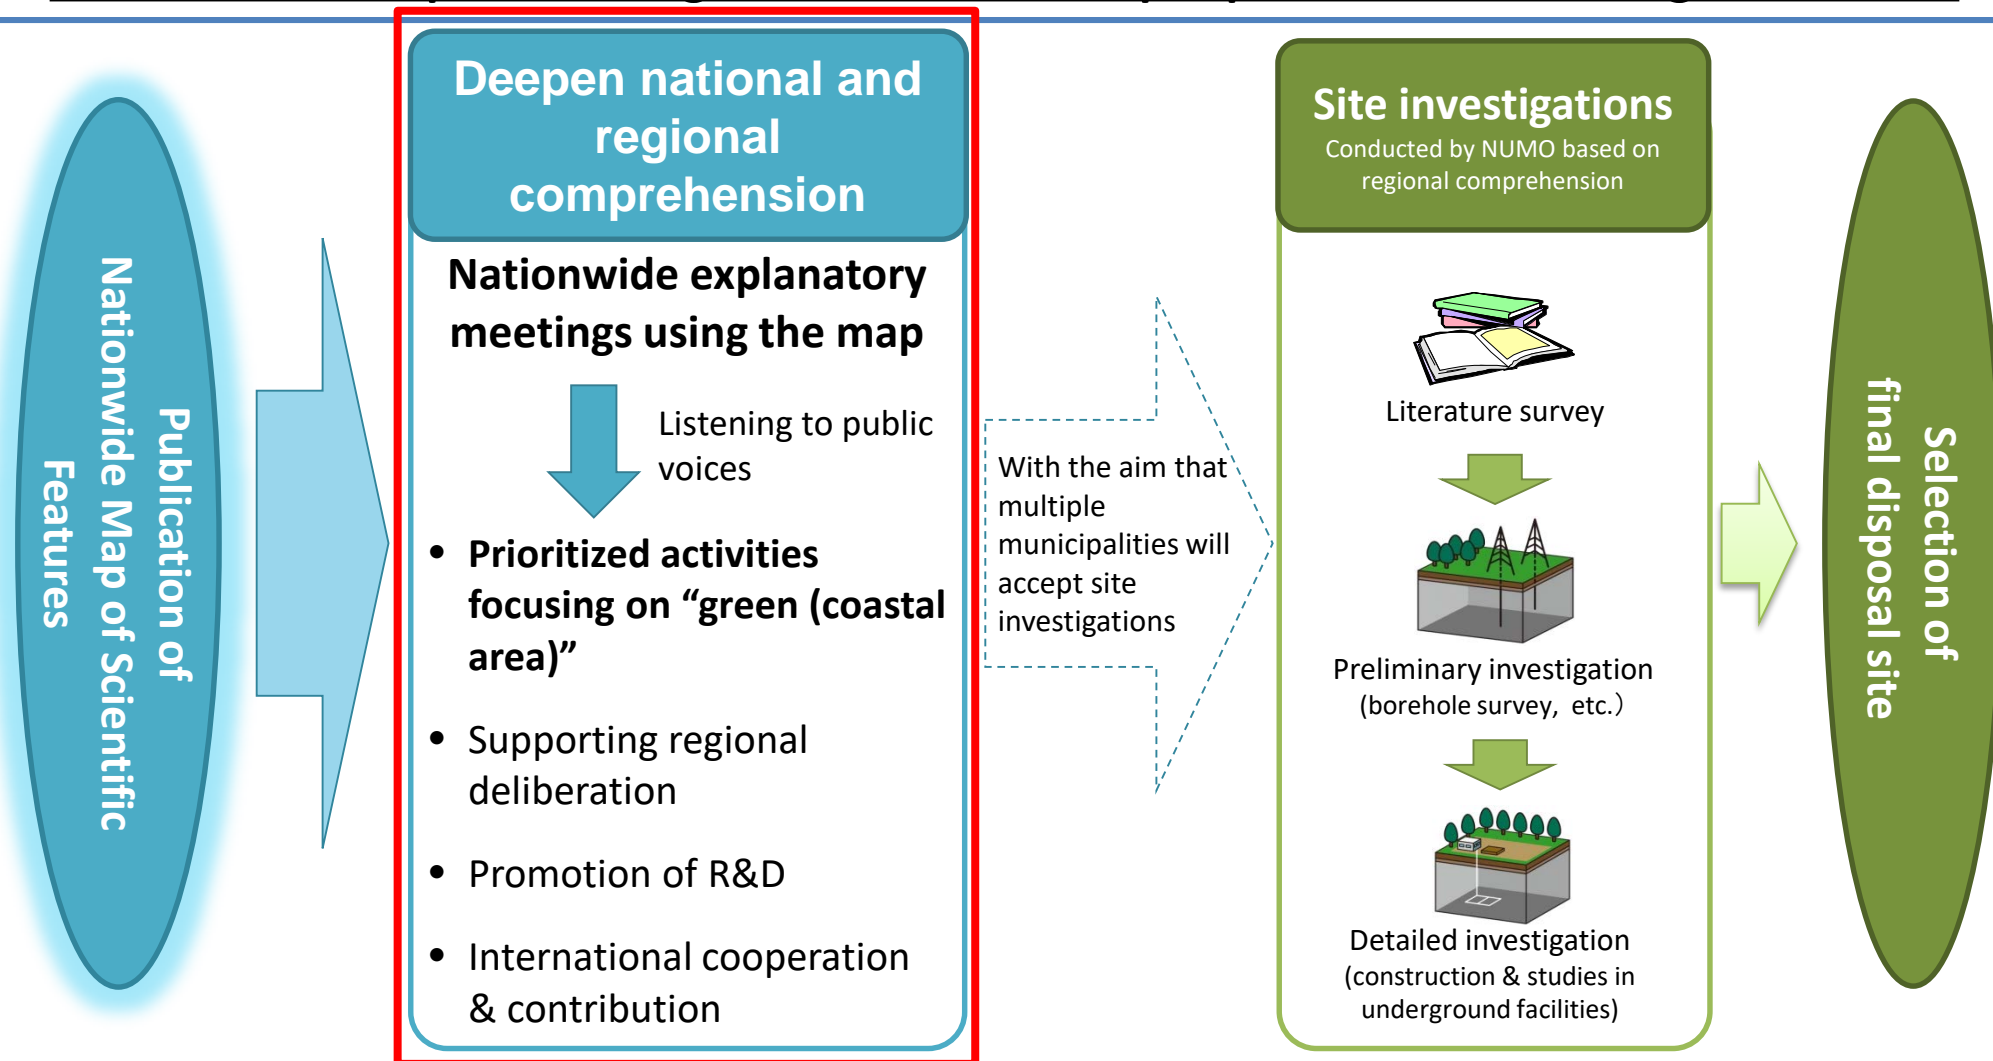 Publication of
Nationwide Map of Scientific
Features
Deepen national and
regional
comprehension
Nationwide explanatory
meetings using the map
Listening to public
voices
• Prioritized activities
focusing on “green (coastal
area)”
• Supporting regional
deliberation
• Promotion of R&D
• International cooperation
& contribution
With the aim that
multiple
municipalities will
accept site
investigations
Site investigations
Conducted by NUMO based on
regional comprehension
Literature survey
Preliminary investigation
(borehole survey, etc.）
Detailed investigation
(construction & studies in
underground facilities)
Selection of
final disposal site